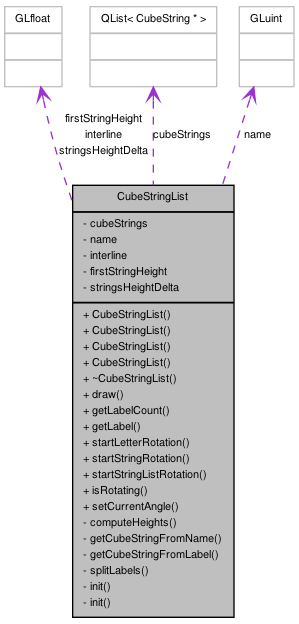 GLfloat
QList< CubeString * >
GLuint
firstStringHeight
interline
stringsHeightDelta
cubeStrings
name
CubeStringList
- cubeStrings
- name
- interline
- firstStringHeight
- stringsHeightDelta
+ CubeStringList()
+ CubeStringList()
+ CubeStringList()
+ CubeStringList()
+ ~CubeStringList()
+ draw()
+ getLabelCount()
+ getLabel()
+ startLetterRotation()
+ startStringRotation()
+ startStringListRotation()
+ isRotating()
+ setCurrentAngle()
- computeHeights()
- getCubeStringFromName()
- getCubeStringFromLabel()
- splitLabels()
- init()
- init()